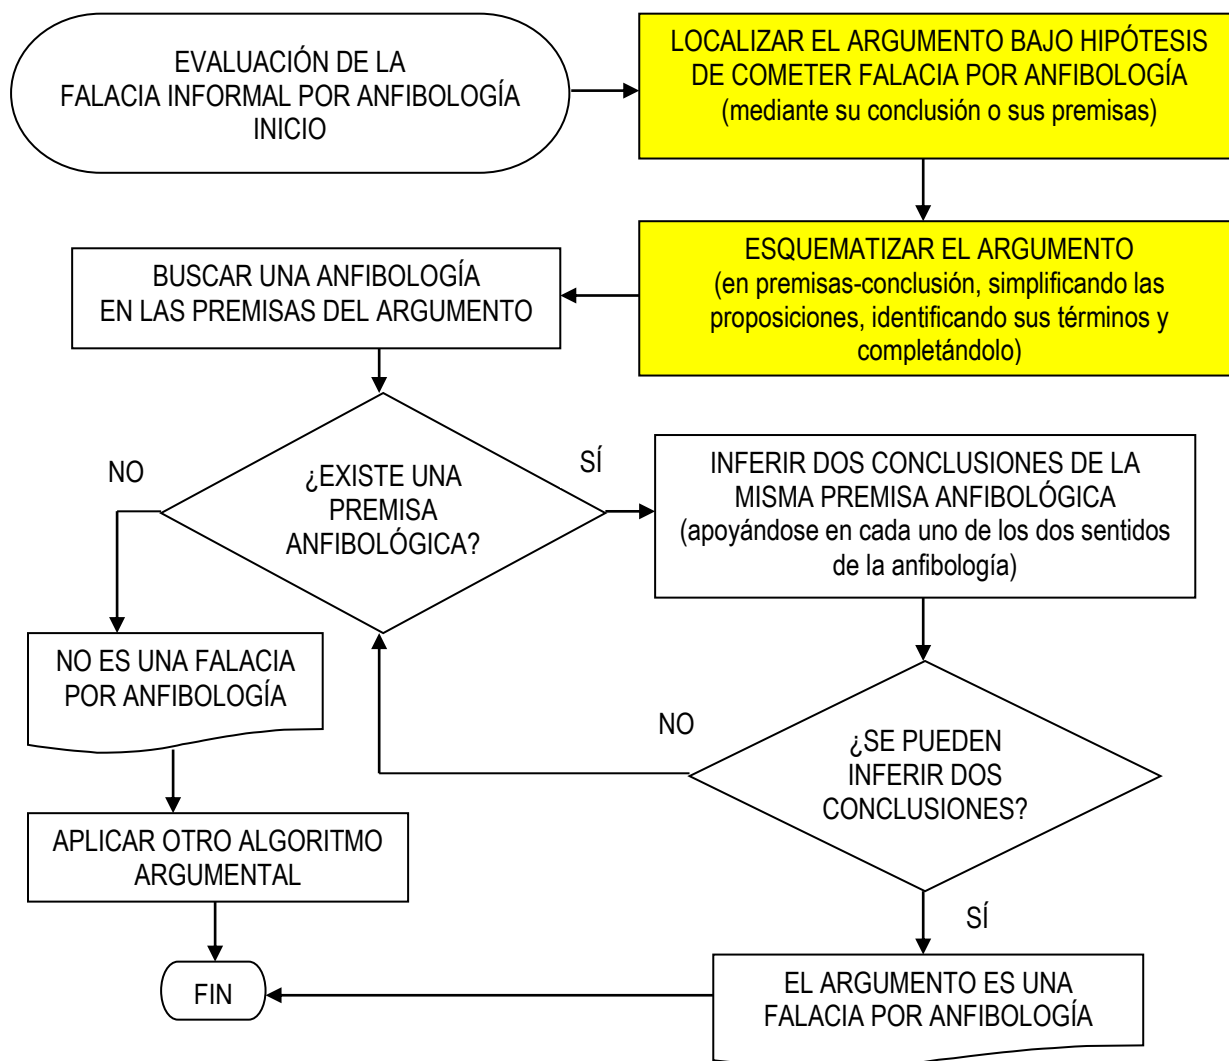 EVALUACIÓN DE LA
FALACIA INFORMAL POR ANFIBOLOGÍA
INICIO
LOCALIZAR EL ARGUMENTO BAJO HIPÓTESIS
DE COMETER FALACIA POR ANFIBOLOGÍA
(mediante su conclusión o sus premisas)
ESQUEMATIZAR EL ARGUMENTO
(en premisas-conclusión, simplificando las
proposiciones, identificando sus términos y
completándolo)
BUSCAR UNA ANFIBOLOGÍA
EN LAS PREMISAS DEL ARGUMENTO
¿EXISTE UNA
PREMISA
ANFIBOLÓGICA?
NO
SÍ
INFERIR DOS CONCLUSIONES DE LA
MISMA PREMISA ANFIBOLÓGICA
(apoyándose en cada uno de los dos sentidos
de la anfibología)
NO ES UNA FALACIA
POR ANFIBOLOGÍA
NO
¿SE PUEDEN
INFERIR DOS
CONCLUSIONES?
APLICAR OTRO ALGORITMO
ARGUMENTAL
SÍ
FIN
EL ARGUMENTO ES UNA
FALACIA POR ANFIBOLOGÍA